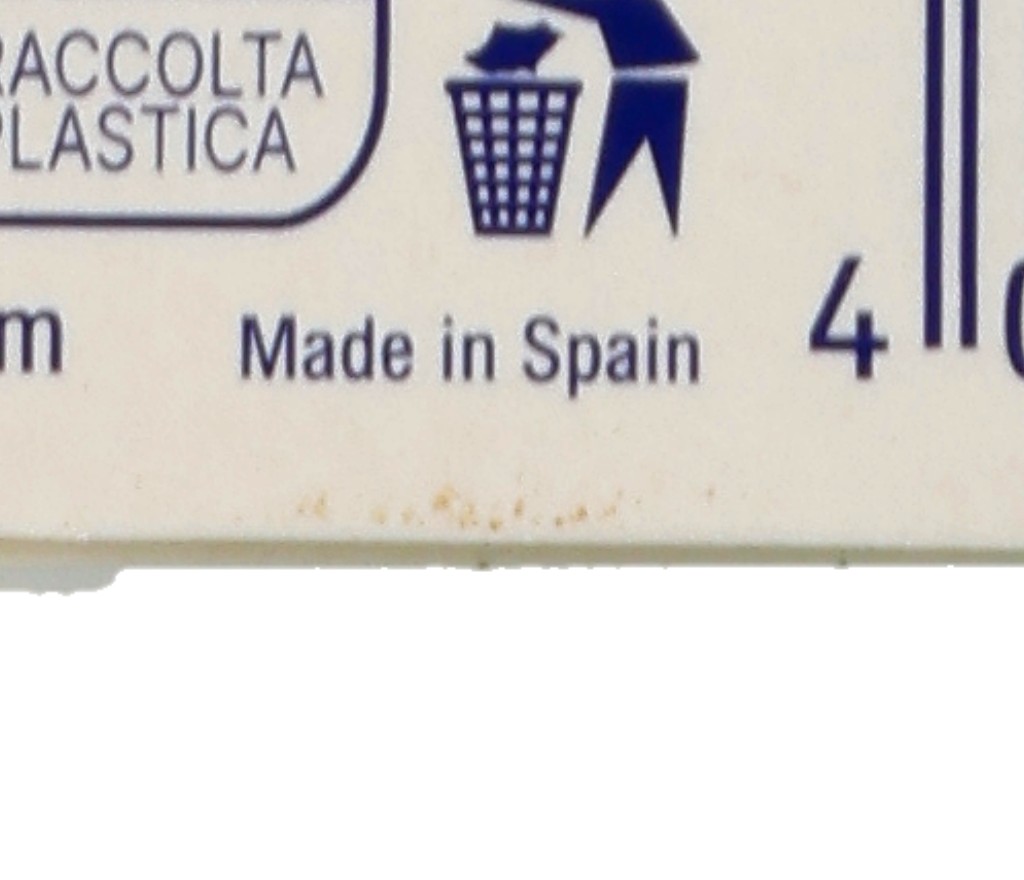 RACCOLTA
PLASTICA
m
Made in Spain
4